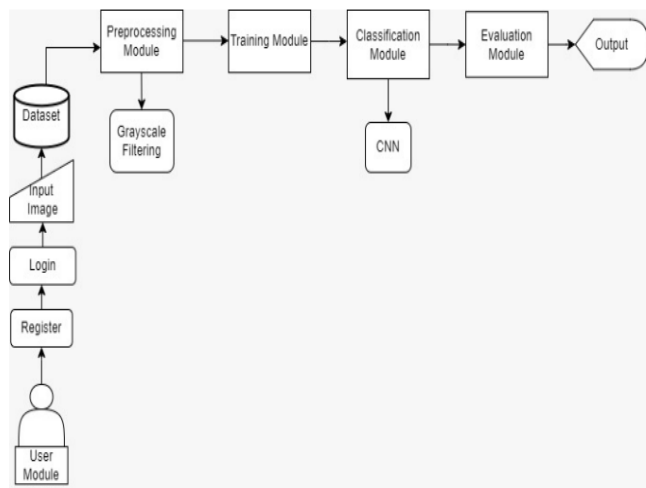 Preprocessing
Module
Training Module
Classification
Module
Evaluation
Module
Output
Dataset
Grayscale
Filtering
CNN
Input
Image
Login
Register
User
Module